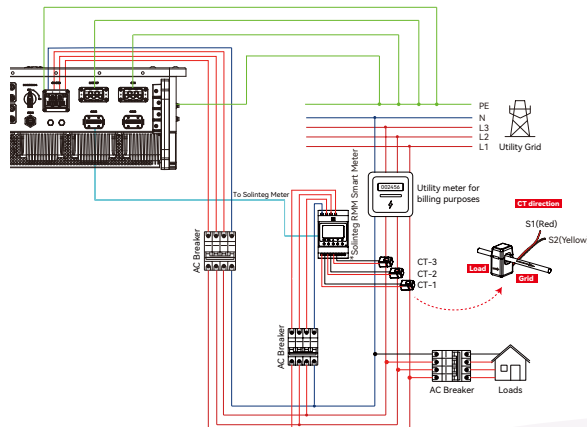 PE
N
L3
L2
L1
Utility Grid
002456
Utility meter for
billing purposes
To Solinteg Meter
*Solinteg RMM Smart Meter
CT direction
S1(Red)
S2(Yellow
Load
Grid
CT-3
CT-2
CT-1
AC Breaker
AC Breaker
AC Breaker
Loads